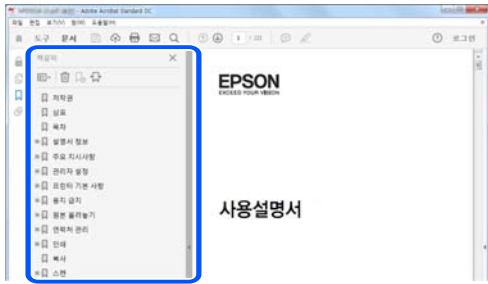 Adobe Acrobat Standard DC
파일 편집 보기(V) 창(W) 도움말(H)
홈 도구 문서
로그인
책갈피
EPSON
EXCEED YOUR VISION
저작권
상표
목차
설명서 정보
주요 지시사항
관리자 설정
프린터 기본 사항
용지 급지
원본 올려놓기
연락처 관리
인쇄
복사
스캔
사용설명서